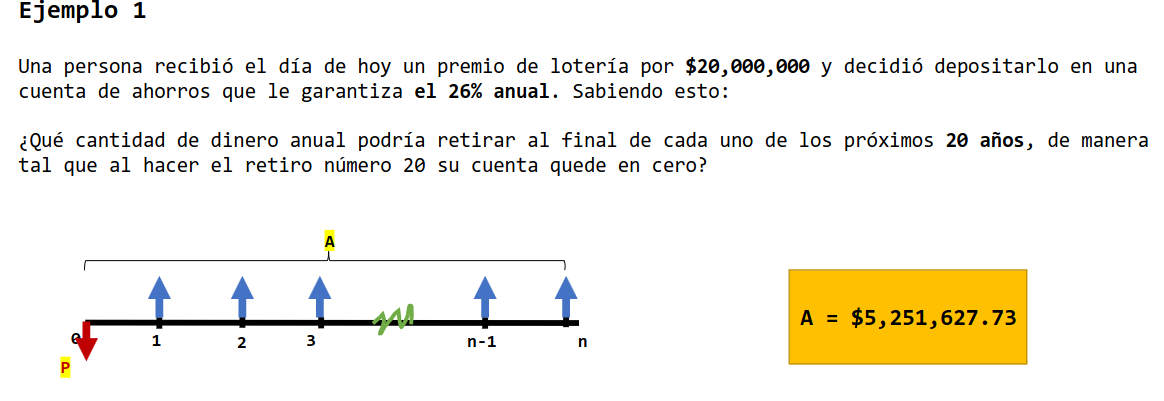 Ejemplo 1
Una persona recibió el día de hoy un premio de lotería por $20,000,000 y decidió depositarlo en una
cuenta de ahorros que le garantiza el 26% anual. Sabiendo esto:
¿Qué cantidad de dinero anual podría retirar al final de cada uno de los próximos 20 años, de manera
tal que al hacer el retiro número 20 su cuenta quede en cero?
A
A = $5,251,627.73
0 1 2 3 n-1 n
P